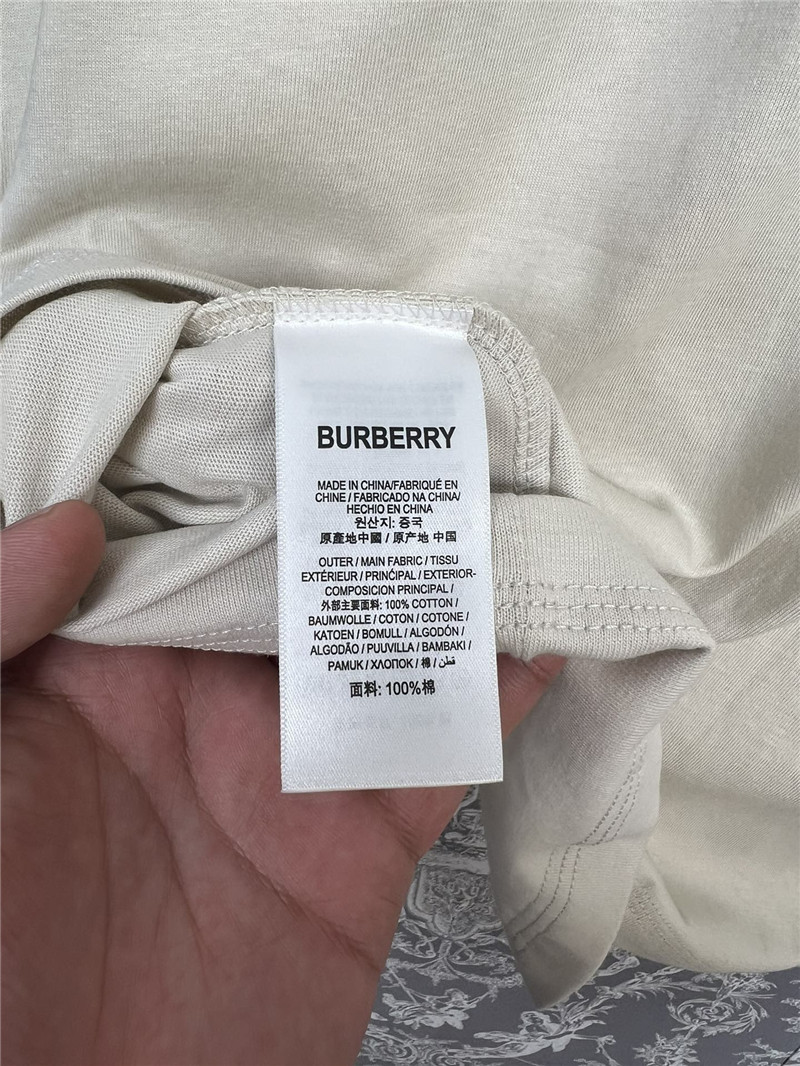 BURBERRY
MADE IN CHINA/FABRIQUÉ EN
CHINE / FABRICADO NA CHINA/
HECHO EN CHINA
원산지: 중국
原產地中國 / 原产地 中国
OUTER / MAIN FABRIC / TISSU
EXTÉRIEUR / PRINCIPAL / EXTERIOR-
COMPOSICION PRINCIPAL /
外部主要面料: 100% COTTON /
BAUMWOLLE / COTON / COTONE /
KATOEN / BOMULL / ALGODÓN /
ALGODÃO / PUUVILLA / BAMBAKI /
PAMUK / ХЛОПОК / 棉 / قطن
面料: 100%棉